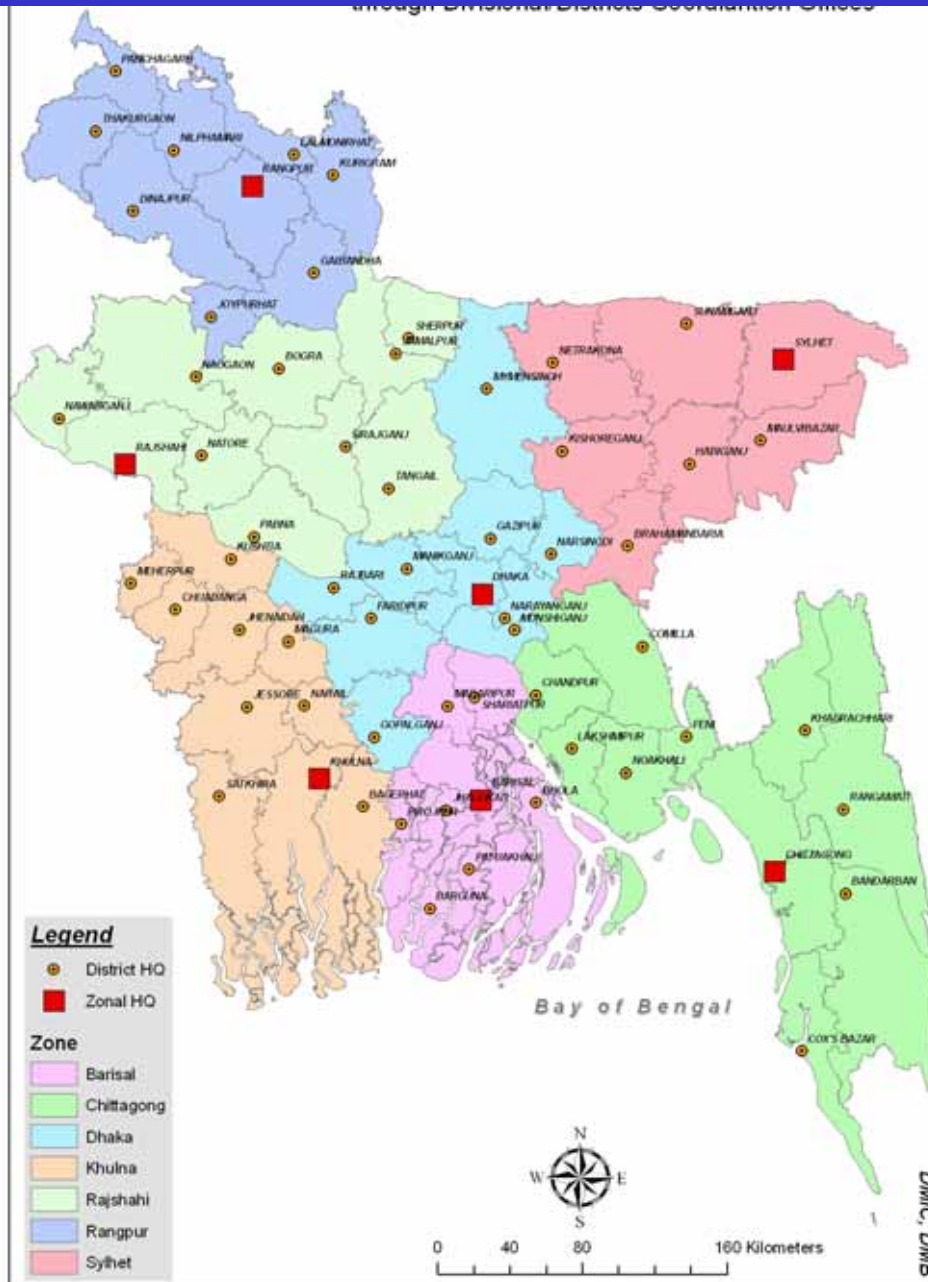 through Divisional/Districts Coordiantion Offices
PANCHAGARH
THAKURGAON
NILPHAMARI
LALMONIRHAT
RANGPUR
KURIGRAM
DINAJPUR
GAIBANDHA
JOYPURHAT
SHERPUR
JAMALPUR
SUNAMGANJ
SYLHET
NETRAKONA
NAOGAON
BOGRA
MYMENSINGH
NAWABGANJ
KISHOREGANJ
MAULVIBAZAR
RAJSHAHI
NATORE
SIRAJGANJ
HABIGANJ
TANGAIL
PABNA
GAZIPUR
BRAHAMANBARIA
KUSHTIA
MANIKGANJ
NARSINGDI
MEHERPUR
RAJBARI
DHAKA
CHUADANGA
FARIDPUR
NARAYANGANJ
JHENAIDAH
MUNSHIGANJ
MAGURA
COMILLA
JESSORE
NARAIL
MADARIPUR
SHARIATPUR
CHANDPUR
GOPALGANJ
LAKSHMIPUR
FENI
KHAGRACHHARI
NOAKHALI
KHULNA
SATKHIRA
BAGERHAT
BARISAL
BHOLA
JHALOKATI
PIROJPUR
RANGAMATI
CHITTAGONG
PATUAKHALI
BANDARBAN
BARGUNA
Bay of Bengal
COX'S BAZAR
Legend
District HQ
Zonal HQ
Zone
Barisal
Chittagong
Dhaka
Khulna
Rajshahi
Rangpur
Sylhet
N
W E
S
0 40 80 160 Kilometers
DMIC, DMB